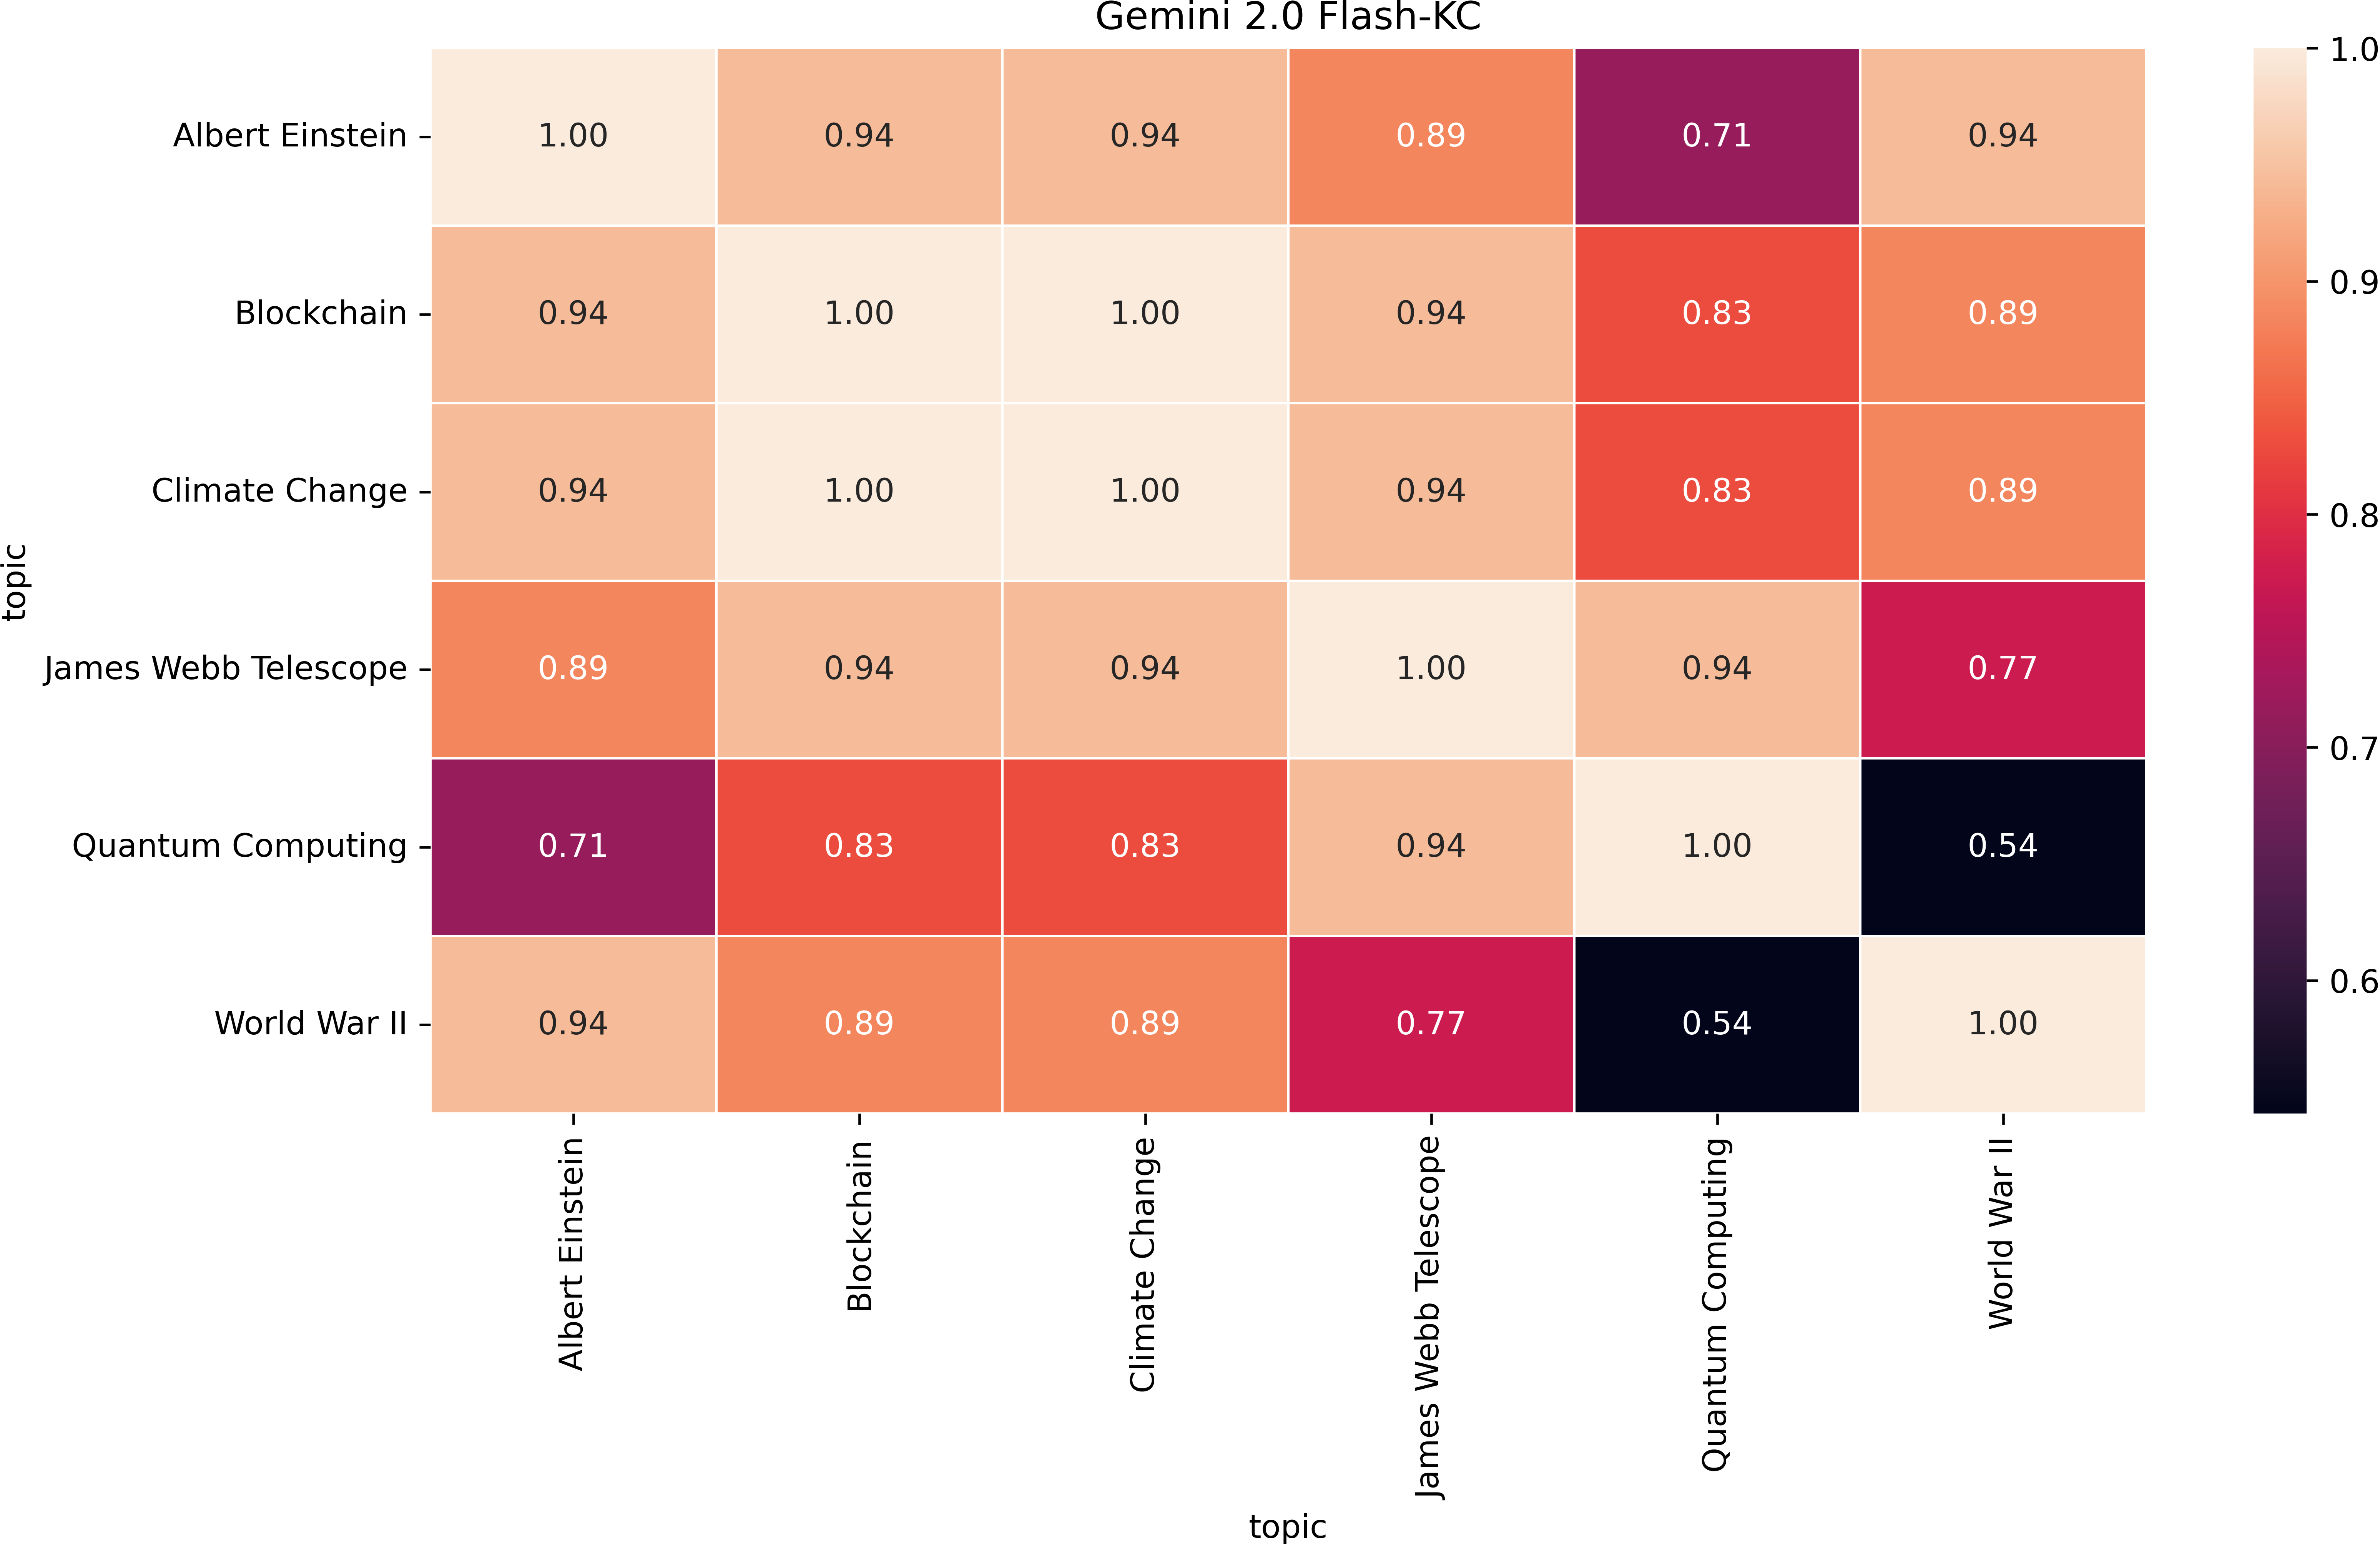 Gemini 2.0 Flash-KC
Albert Einstein 1.00 0.94 0.94 0.89 0.71 0.94
Blockchain 0.94 1.00 1.00 0.94 0.83 0.89
Climate Change 0.94 1.00 1.00 0.94 0.83 0.89
James Webb Telescope 0.89 0.94 0.94 1.00 0.94 0.77
Quantum Computing 0.71 0.83 0.83 0.94 1.00 0.54
World War II 0.94 0.89 0.89 0.77 0.54 1.00
topic
Albert Einstein
Blockchain
Climate Change
James Webb Telescope
Quantum Computing
World War II
topic
1.0
0.9
0.8
0.7
0.6